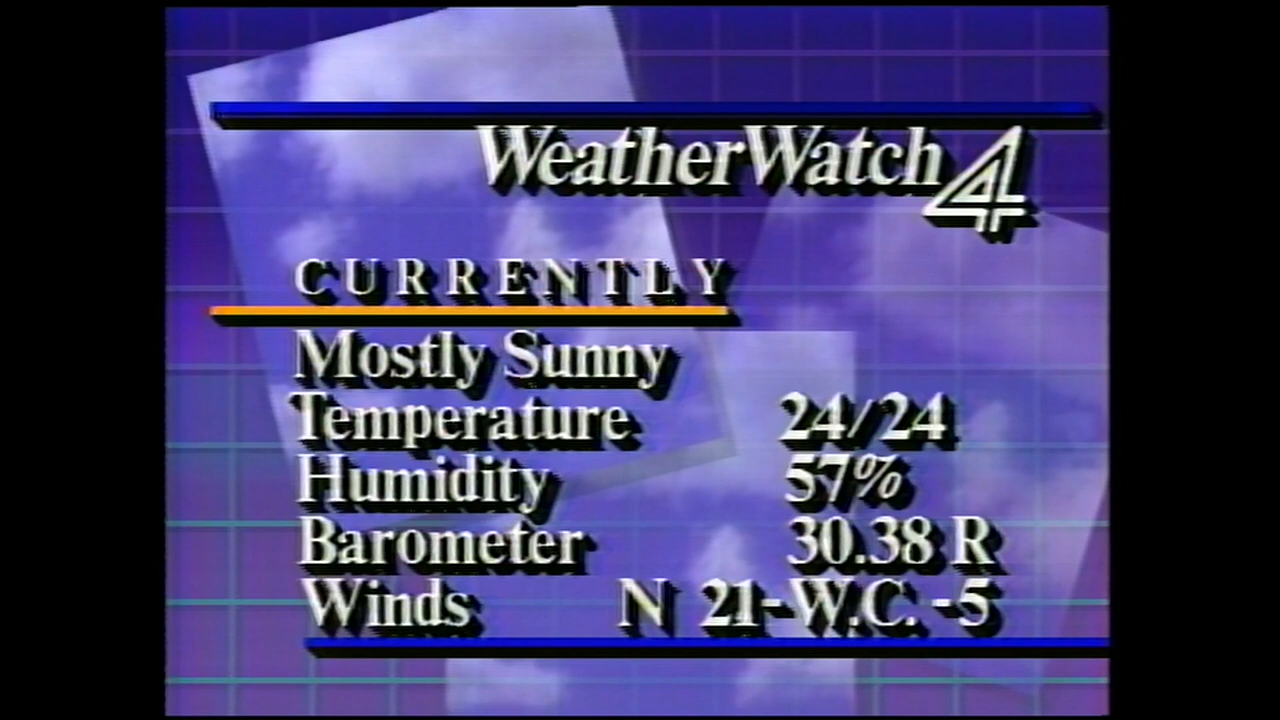 WeatherWatch 4
CURRENTLY
Mostly Sunny
Temperature 24/24
Humidity 57%
Barometer 30.38 R
Winds N 21-W.C. -5